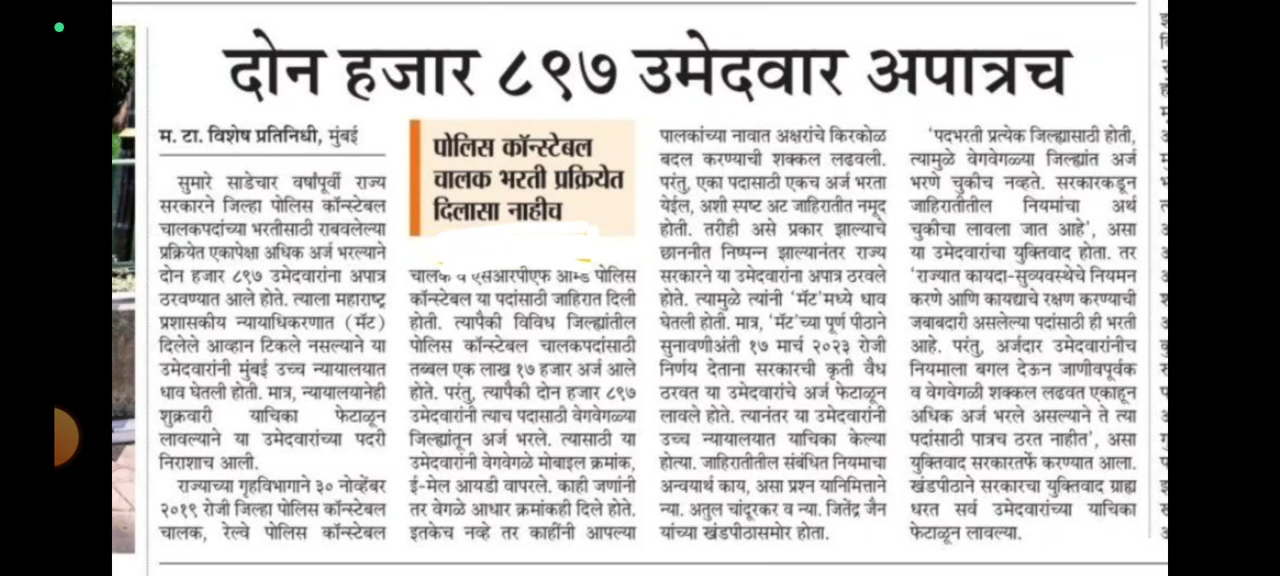 दोन हजार ८९७ उमेदवार अपात्रच
म. टा. विशेष प्रतिनिधी, मुंबई
सुमारे साडेचार वर्षांपूर्वी राज्य
सरकारने जिल्हा पोलिस कॉन्स्टेबल
चालकपदांच्या भरतीसाठी राबवलेल्या
प्रक्रियेत एकापेक्षा अधिक अर्ज भरल्याने
दोन हजार ८९७ उमेदवारांना अपात्र
ठरवण्यात आले होते. त्याला महाराष्ट्र
प्रशासकीय न्यायाधिकरणात (मॅट)
दिलेले आव्हान टिकले नसल्याने या
उमेदवारांनी मुंबई उच्च न्यायालयात
धाव घेतली होती. मात्र, न्यायालयानेही
शुक्रवारी याचिका फेटाळून
लावल्याने या उमेदवारांच्या पदरी
निराशाच आली.
राज्याच्या गृहविभागाने ३० नोव्हेंबर
२०१९ रोजी जिल्हा पोलिस कॉन्स्टेबल
चालक, रेल्वे पोलिस कॉन्स्टेबल
पोलिस कॉन्स्टेबल
चालक भरती प्रक्रियेत
दिलासा नाहीच
चालक व एसआरपीएफ आर्म्ड पोलिस
कॉन्स्टेबल या पदांसाठी जाहिरात दिली
होती. त्यापैकी विविध जिल्ह्यांतील
पोलिस कॉन्स्टेबल चालकपदांसाठी
तब्बल एक लाख १७ हजार अर्ज आले
होते. परंतु, त्यापैकी दोन हजार ८९७
उमेदवारांनी त्याच पदासाठी वेगवेगळ्या
जिल्ह्यांतून अर्ज भरले. त्यासाठी या
उमेदवारांनी वेगवेगळे मोबाइल क्रमांक,
ई-मेल आयडी वापरले. काही जणांनी
तर वेगळे आधार क्रमांकही दिले होते.
इतकेच नव्हे तर काहींनी आपल्या
पालकांच्या नावात अक्षरांचे किरकोळ
बदल करण्याची शक्कल लढवली.
परंतु, एका पदासाठी एकच अर्ज भरता
येईल, अशी स्पष्ट अट जाहिरातीत नमूद
होती. तरीही असे प्रकार झाल्याचे
छाननीत निष्पन्न झाल्यानंतर राज्य
सरकारने या उमेदवारांना अपात्र ठरवले
होते. त्यामुळे त्यांनी 'मॅट'मध्ये धाव
घेतली होती. मात्र, 'मॅट'च्या पूर्ण पीठाने
सुनावणीअंती १७ मार्च २०२३ रोजी
निर्णय देताना सरकारची कृती वैध
ठरवत या उमेदवारांचे अर्ज फेटाळून
लावले होते. त्यानंतर या उमेदवारांनी
उच्च न्यायालयात याचिका केल्या
होत्या. जाहिरातीतील संबंधित नियमाचा
अन्वयार्थ काय, असा प्रश्न यानिमित्ताने
न्या. अतुल चांदूरकर व न्या. जितेंद्र जैन
यांच्या खंडपीठासमोर होता.
'पदभरती प्रत्येक जिल्ह्यासाठी होती,
त्यामुळे वेगवेगळ्या जिल्ह्यांत अर्ज
भरणे चुकीचे नव्हते. सरकारकडून
जाहिरातीतील नियमांचा अर्थ
चुकीचा लावला जात आहे', असा
या उमेदवारांचा युक्तिवाद होता. तर
'राज्यात कायदा-सुव्यवस्थेचे नियमन
करणे आणि कायद्याचे रक्षण करण्याची
जबाबदारी असलेल्या पदांसाठी ही भरती
आहे. परंतु, अर्जदार उमेदवारांनीच
नियमाला बगल देऊन जाणीवपूर्वक
व वेगवेगळी शक्कल लढवत एकाहून
अधिक अर्ज भरले असल्याने ते त्या
पदांसाठी पात्रच ठरत नाहीत', असा
युक्तिवाद सरकारतर्फे करण्यात आला.
खंडपीठाने सरकारचा युक्तिवाद ग्राह्य
धरत सर्व उमेदवारांच्या याचिका
फेटाळून लावल्या.